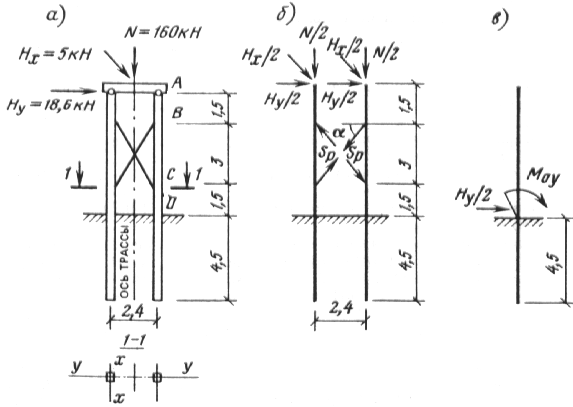 а)
N=160кН
Hx=5кН
A
Hy=18,6кН
B
1
C
1
D
ОСЬ ТРАССЫ
1,5
3
1,5
4,5
2,4
1-1
x
y
y
x
б)
N/2
N/2
Hx/2
Hx/2
Hy/2
Hy/2
α
Sp
Sp
1,5
3
1,5
4,5
2,4
в)
Moy
Hy/2
4,5